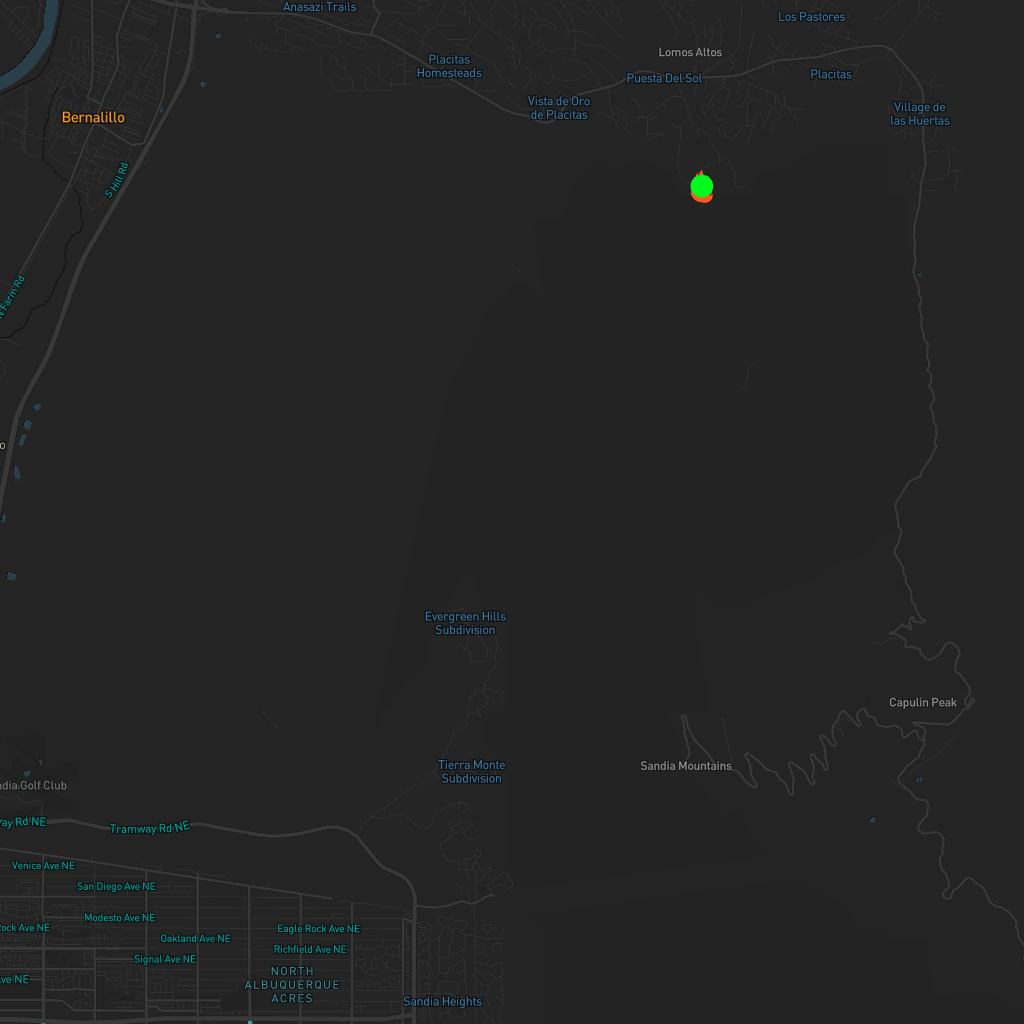 Anasazi Trails
Los Pastores
Lomos Altos
Placitas
Homesteads
Puesta Del Sol
Placitas
Vista de Oro
de Placitas
Village de
las Huertas
Bernalillo
S Hill Rd
Farm Rd
o
Evergreen Hills
Subdivision
Capulin Peak
Tierra Monte
Subdivision
Sandia Mountains
ndia Golf Club
ay Rd NE
Tramway Rd NE
Venice Ave NE
San Diego Ave NE
Modesto Ave NE
Rock Ave NE
Eagle Rock Ave NE
Oakland Ave NE
Richfield Ave NE
Signal Ave NE
NORTH
ALBUQUERQUE
ACRES
Ave NE
Sandia Heights